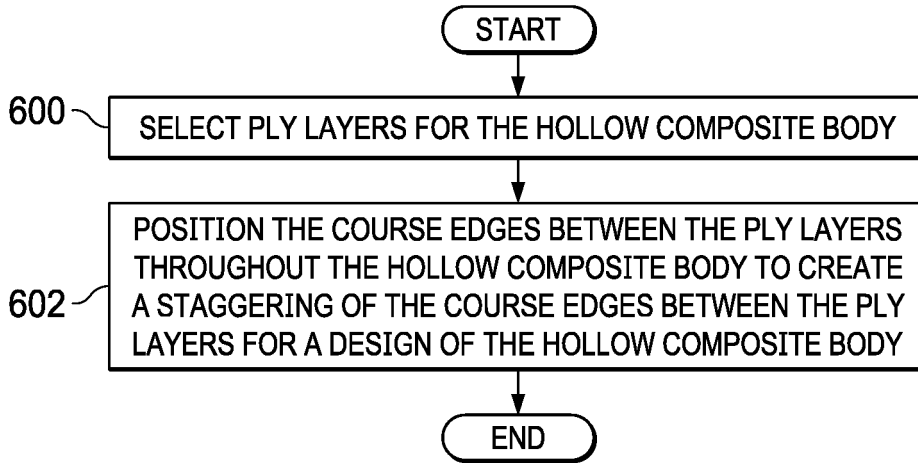 START
600
SELECT PLY LAYERS FOR THE HOLLOW COMPOSITE BODY
602
POSITION THE COURSE EDGES BETWEEN THE PLY LAYERS
THROUGHOUT THE HOLLOW COMPOSITE BODY TO CREATE
A STAGGERING OF THE COURSE EDGES BETWEEN THE PLY
LAYERS FOR A DESIGN OF THE HOLLOW COMPOSITE BODY
END